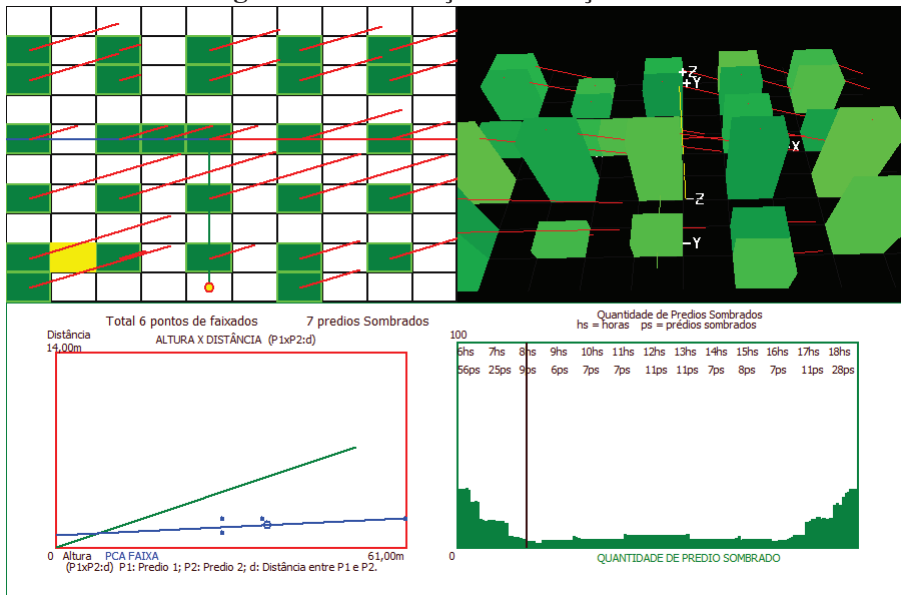 +Z
+Y
-X
-Z
-Y
Total 6 pontos de faixados 7 predios Sombrados
Distância
14,00m
ALTURA X DISTÂNCIA (P1xP2:d)
0 Altura PCA FAIXA 61,00m
(P1xP2:d) P1: Predio 1; P2: Predio 2; d: Distância entre P1 e P2.
Quantidade de Predios Sombrados
hs = horas ps = prédios sombrados
100
6hs 7hs 8hs 9hs 10hs 11hs 12hs 13hs 14hs 15hs 16hs 17hs 18hs
56ps 25ps 9ps 6ps 7ps 7ps 11ps 11ps 7ps 8ps 7ps 11ps 28ps
0
QUANTIDADE DE PREDIO SOMBRADO